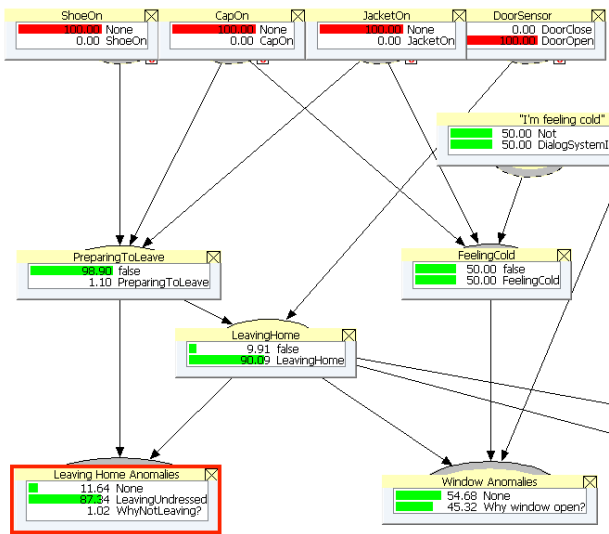 ShoeOn
100.00 None
0.00 ShoeOn
CapOn
100.00 None
0.00 CapOn
JacketOn
100.00 None
0.00 JacketOn
DoorSensor
0.00 DoorClose
100.00 DoorOpen
"I'm feeling cold"
50.00 Not
50.00 DialogSystemI
PreparingToLeave
98.90 false
1.10 PreparingToLeave
FeelingCold
50.00 false
50.00 FeelingCold
LeavingHome
9.91 false
90.09 LeavingHome
Leaving Home Anomalies
11.64 None
87.34 LeavingUndressed
1.02 WhyNotLeaving?
Window Anomalies
54.68 None
45.32 Why window open?